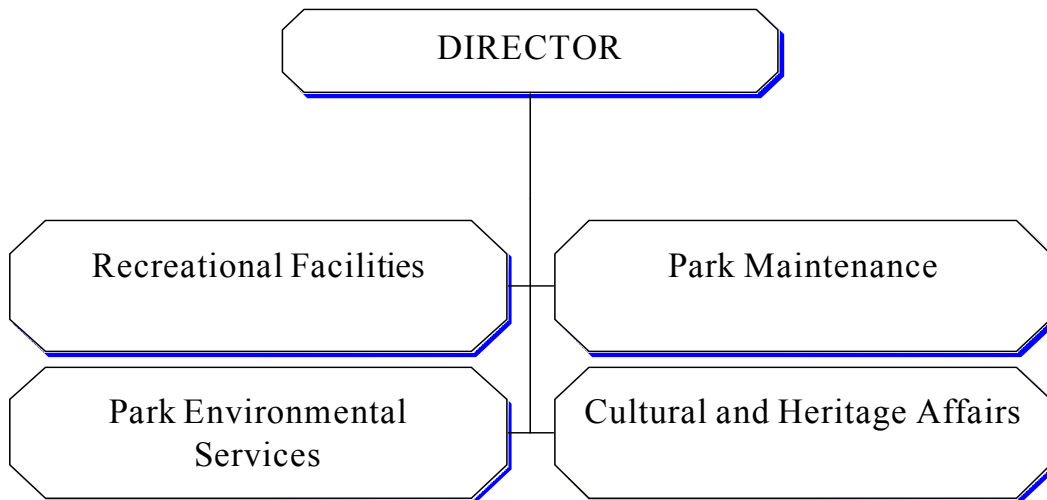 DIRECTOR
Recreational Facilities
Park Maintenance
Park Environmental
Services
Cultural and Heritage Affairs